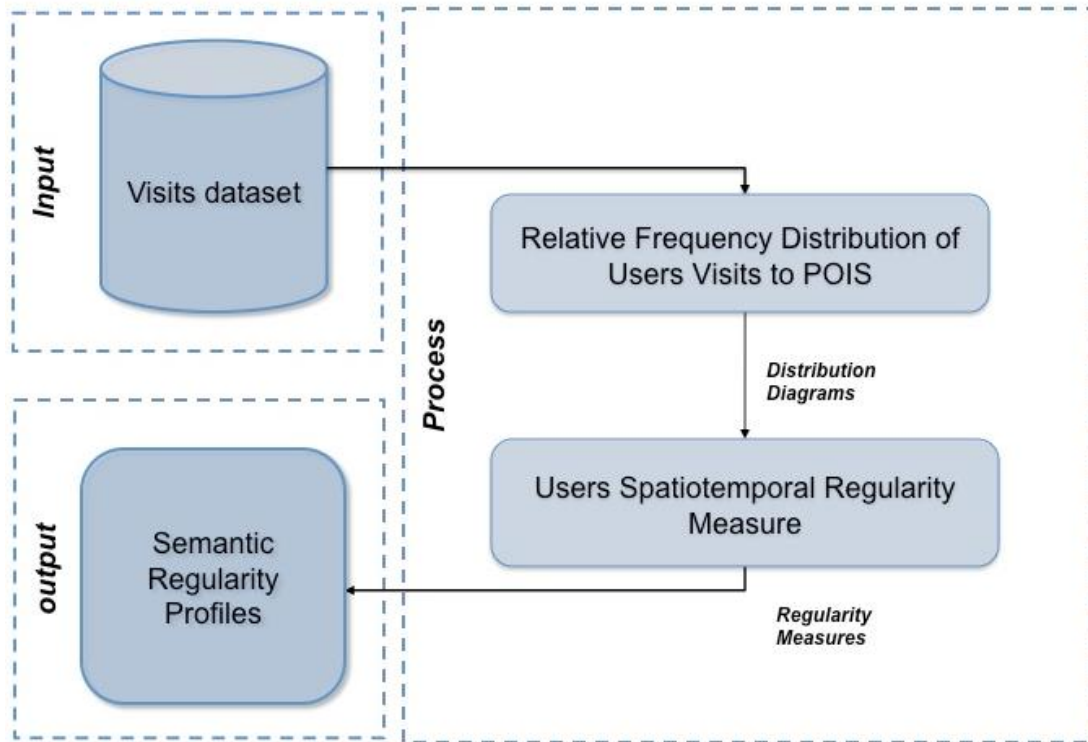 Input
Visits dataset
Process
Relative Frequency Distribution of
Users Visits to POIS
Distribution
Diagrams
Users Spatiotemporal Regularity
Measure
Regularity
Measures
output
Semantic
Regularity
Profiles